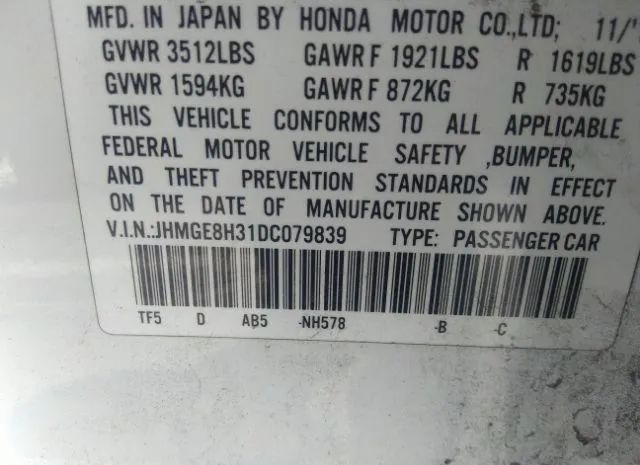 MFD. IN JAPAN BY HONDA MOTOR CO.,LTD; 11/
GVWR 3512LBS GAWR F 1921LBS R 1619LBS
GVWR 1594KG GAWR F 872KG R 735KG
THIS VEHICLE CONFORMS TO ALL APPLICABLE
FEDERAL MOTOR VEHICLE SAFETY ,BUMPER,
AND THEFT PREVENTION STANDARDS IN EFFECT
ON THE DATE OF MANUFACTURE SHOWN ABOVE.
V.I.N.:JHMGE8H31DC079839 TYPE: PASSENGER CAR
TF5 D AB5 -NH578 -B -C